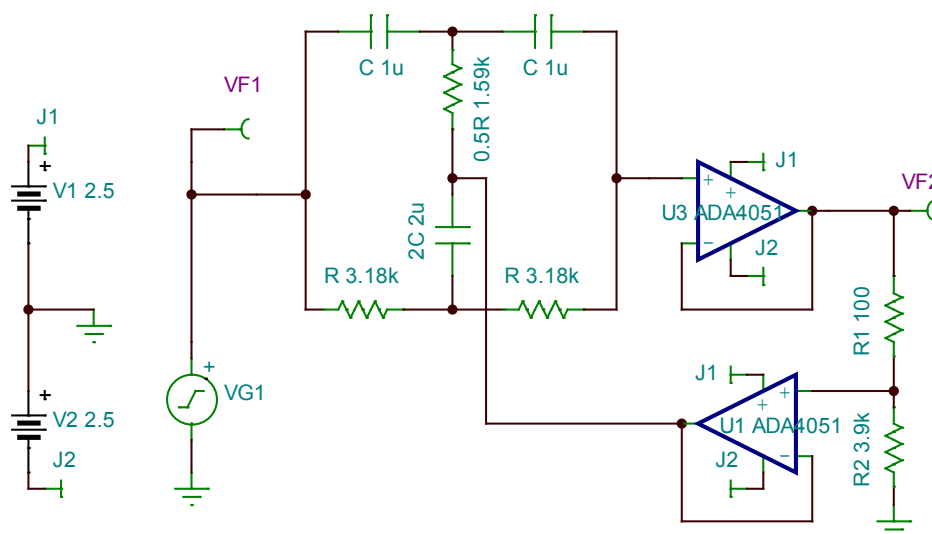 C 1u
C 1u
VF1
0.5R 1.59k
J1
+
V1 2.5
J1
+
U3 ADA4051
+
−
VF2
J2
2C 2u
R 3.18k
R 3.18k
R1 100
+
VG1
J1
+
+
U1 ADA4051
−
J2
R2 3.9k
+
V2 2.5
J2